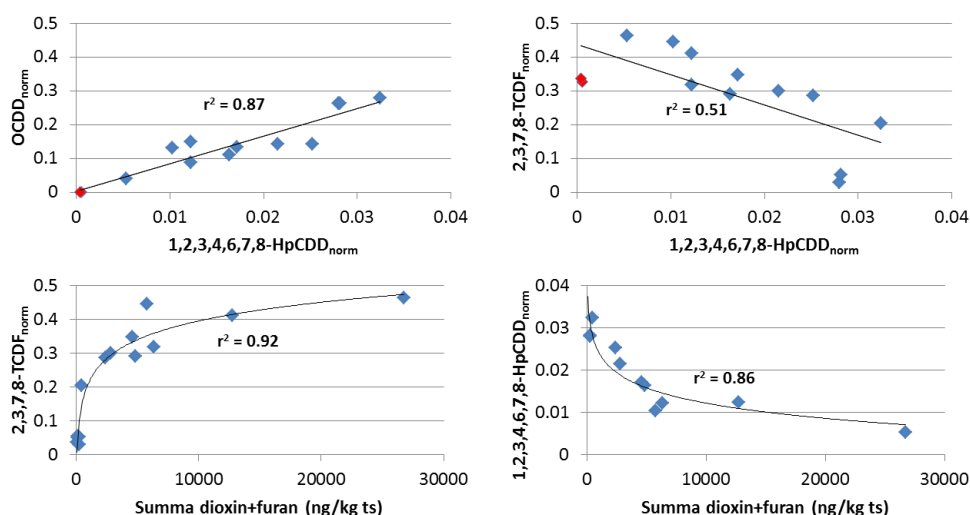 0.5
0.4
0.3
0.2
0.1
0
OCDDnorm
r² = 0.87
0 0.01 0.02 0.03 0.04
1,2,3,4,6,7,8-HpCDDnorm
0.5
0.4
0.3
0.2
0.1
0
2,3,7,8-TCDFnorm
r² = 0.51
0 0.01 0.02 0.03 0.04
1,2,3,4,6,7,8-HpCDDnorm
0.5
0.4
0.3
0.2
0.1
0
2,3,7,8-TCDFnorm
r² = 0.92
0 10000 20000 30000
Summa dioxin+furan (ng/kg ts)
0.04
0.03
0.02
0.01
0
1,2,3,4,6,7,8-HpCDDnorm
r² = 0.86
0 10000 20000 30000
Summa dioxin+furan (ng/kg ts)